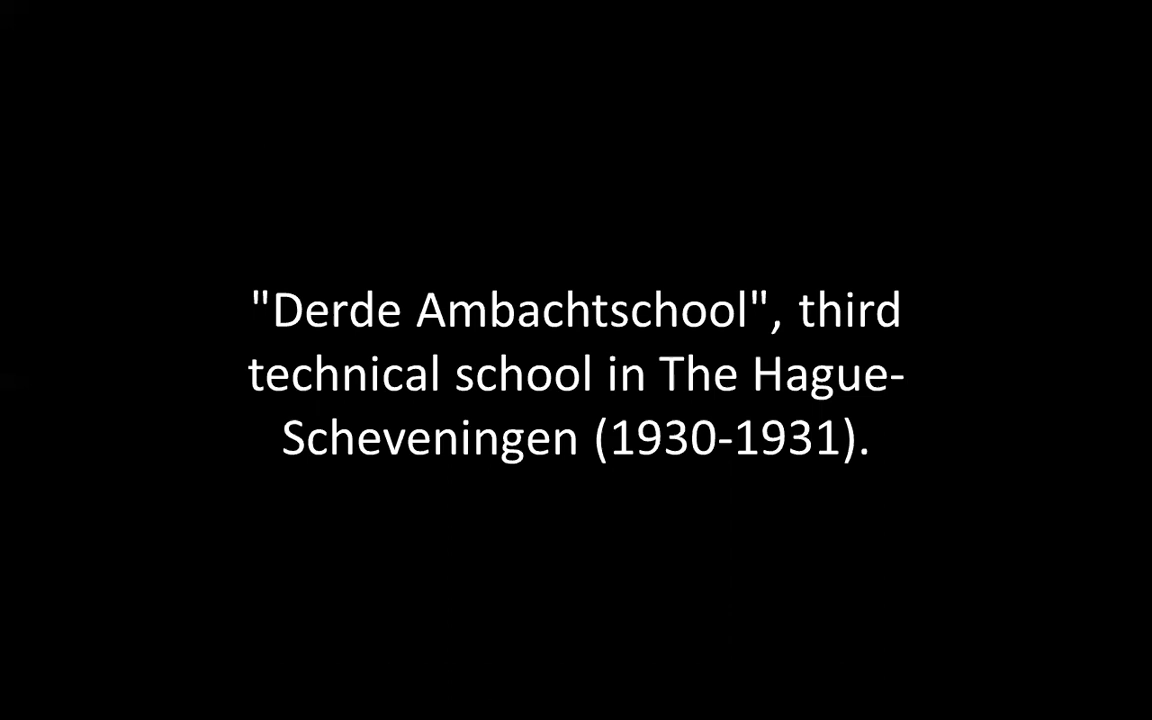 "Derde Ambachtschool", third
technical school in The Hague-
Scheveningen (1930-1931).